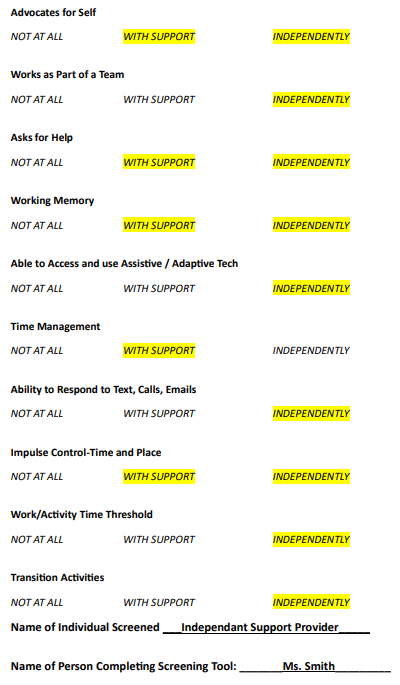 Advocates for Self
NOT AT ALL WITH SUPPORT INDEPENDENTLY
Works as Part of a Team
NOT AT ALL WITH SUPPORT INDEPENDENTLY
Asks for Help
NOT AT ALL WITH SUPPORT INDEPENDENTLY
Working Memory
NOT AT ALL WITH SUPPORT INDEPENDENTLY
Able to Access and use Assistive / Adaptive Tech
NOT AT ALL WITH SUPPORT INDEPENDENTLY
Time Management
NOT AT ALL WITH SUPPORT INDEPENDENTLY
Ability to Respond to Text, Calls, Emails
NOT AT ALL WITH SUPPORT INDEPENDENTLY
Impulse Control-Time and Place
NOT AT ALL WITH SUPPORT INDEPENDENTLY
Work/Activity Time Threshold
NOT AT ALL WITH SUPPORT INDEPENDENTLY
Transition Activities
NOT AT ALL WITH SUPPORT INDEPENDENTLY
Name of Individual Screened ___Independant Support Provider_____
Name of Person Completing Screening Tool: _______Ms. Smith_________